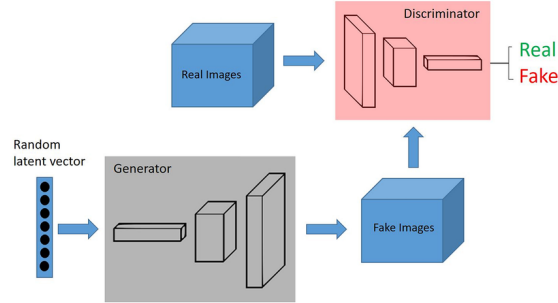 Discriminator
Real Images
Real
Fake
Random
latent vector
Generator
Fake Images